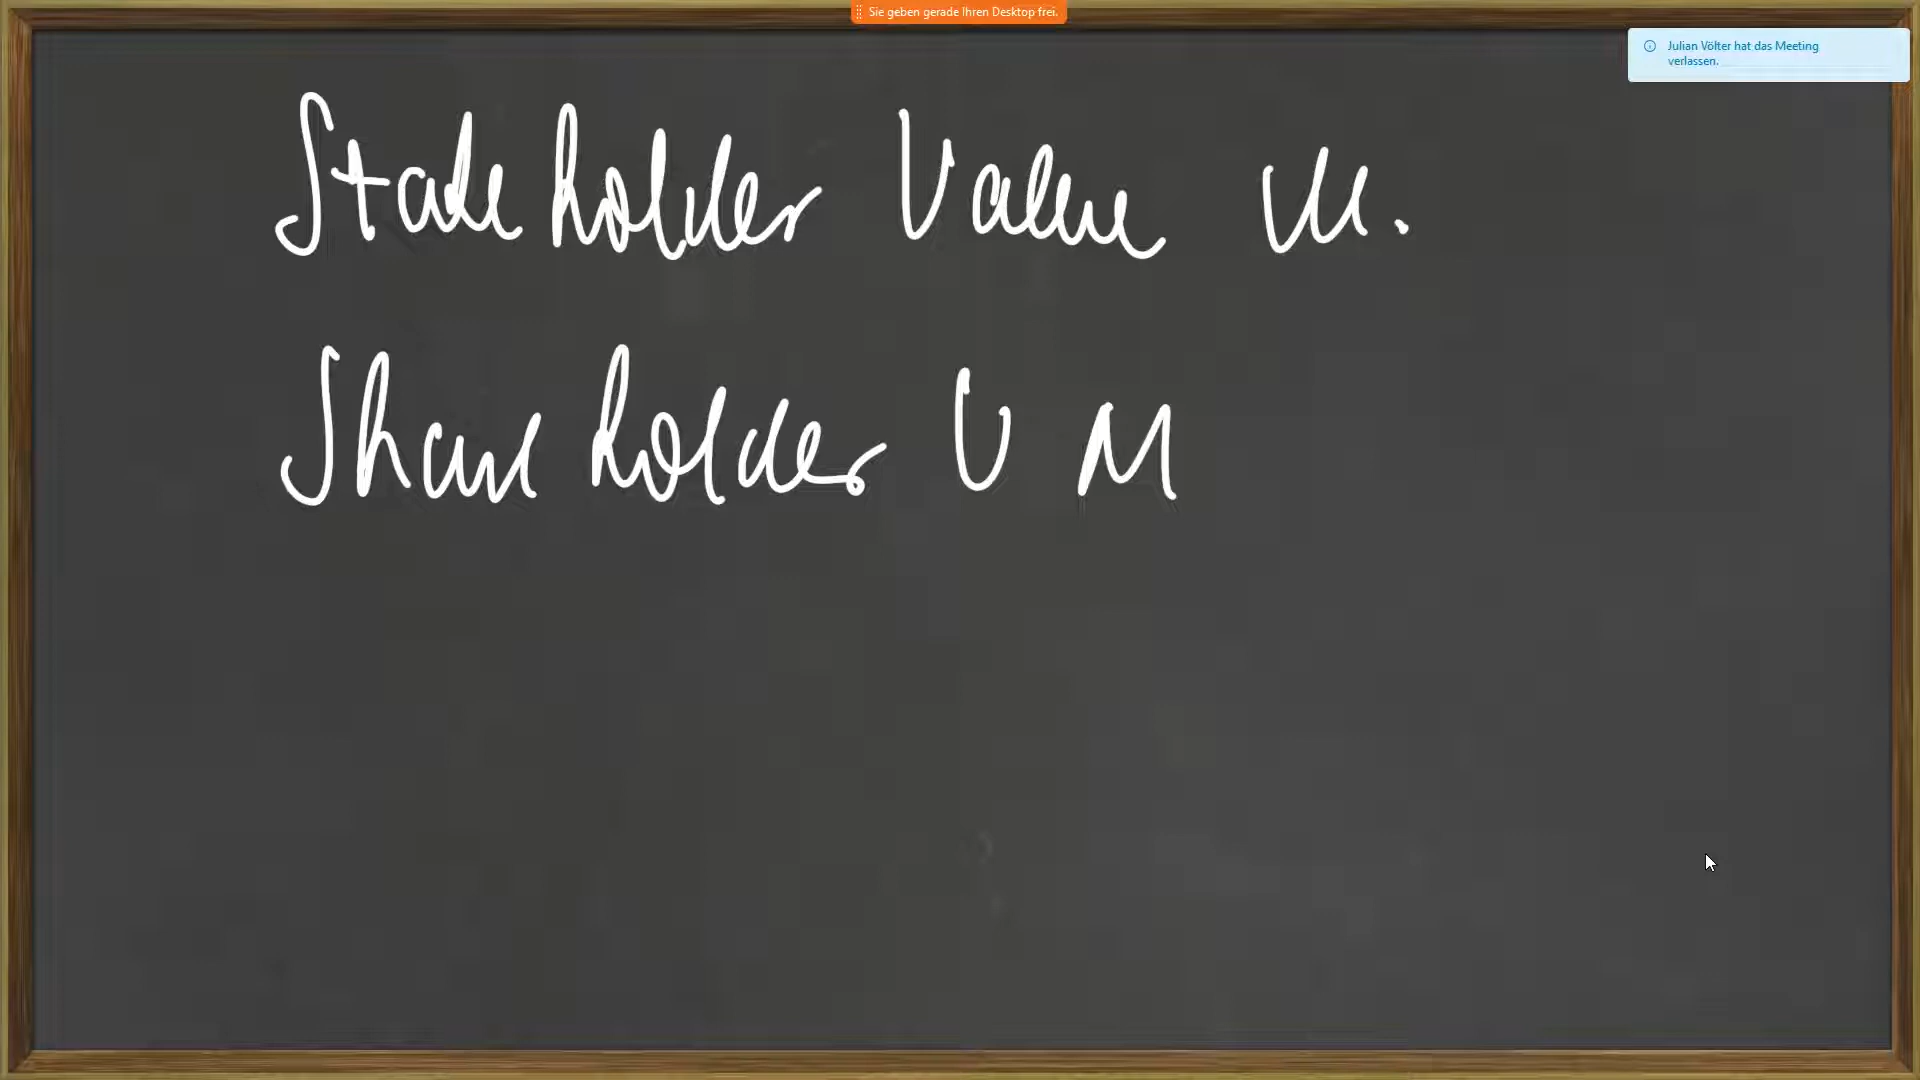 Sie geben gerade Ihren Desktop frei.
Julian Völter hat das Meeting
verlassen.
Stakeholder Value M.
Shareholder V M